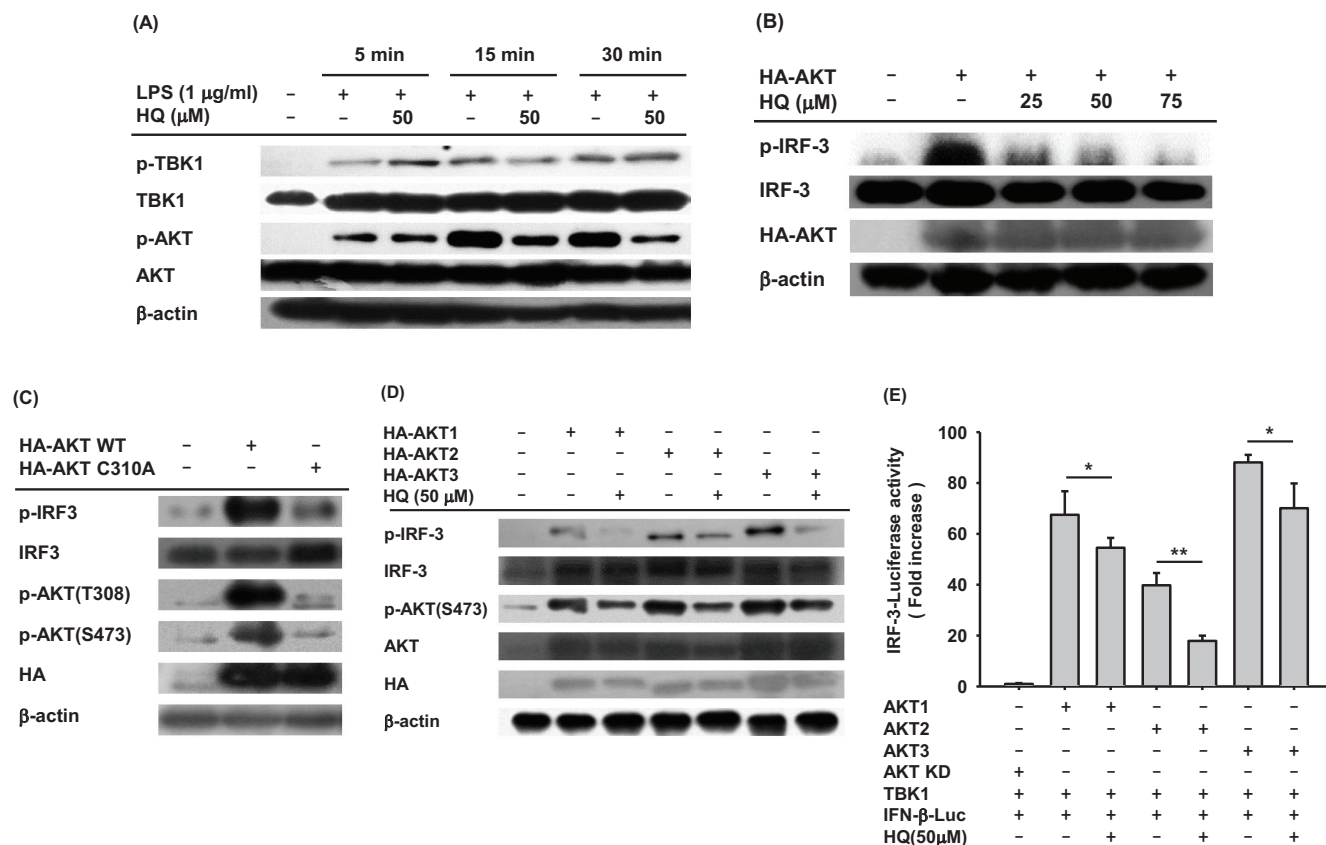 (A)
5 min 15 min 30 min
LPS (1 μg/ml) – + + + + + +
HQ (μM) – – 50 – 50 – 50
p-TBK1
TBK1
p-AKT
AKT
β-actin
(B)
HA-AKT – + + + +
HQ (μM) – – 25 50 75
p-IRF-3
IRF-3
HA-AKT
β-actin
(C)
HA-AKT WT – + –
HA-AKT C310A – – +
p-IRF3
IRF3
p-AKT(T308)
p-AKT(S473)
HA
β-actin
(D)
HA-AKT1 – + + – – – –
HA-AKT2 – – – + + – –
HA-AKT3 – – – – – + +
HQ (50 μM) – – + – + – +
p-IRF-3
IRF-3
p-AKT(S473)
AKT
HA
β-actin
(E)
IRF-3-Luciferase activity
( Fold increase )
100
80
60
40
20
0
* ** *
AKT1 – + + – – – –
AKT2 – – – + + – –
AKT3 – – – – – + +
AKT KD + – – – – – –
TBK1 + + + + + + +
IFN-β-Luc + + + + + + +
HQ(50μM) – – + – + – +